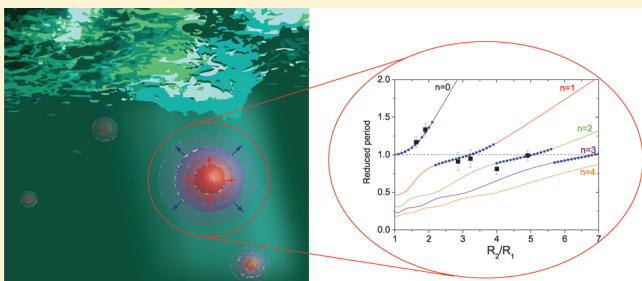 2.0
n=0
n=1
1.5
n=2
Reduced period
1.0
n=3
0.5
n=4
0.0
1 2 3 4 5 6 7
R₂/R₁